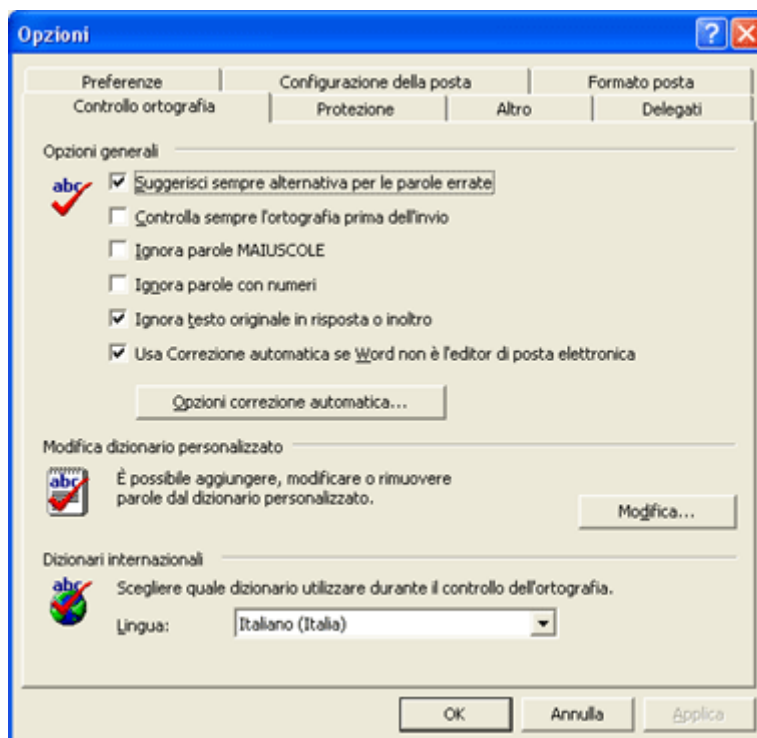 Opzioni
Preferenze
Configurazione della posta
Formato posta
Controllo ortografia
Protezione
Altro
Delegati
Opzioni generali
Suggerisci sempre alternativa per le parole errate
Controlla sempre l'ortografia prima dell'invio
Ignora parole MAIUSCOLE
Ignora parole con numeri
Ignora testo originale in risposta o inoltro
Usa Correzione automatica se Word non è l'editor di posta elettronica
Opzioni correzione automatica...
Modifica dizionario personalizzato
È possibile aggiungere, modificare o rimuovere
parole dal dizionario personalizzato.
Modifica...
Dizionari internazionali
Scegliere quale dizionario utilizzare durante il controllo dell'ortografia.
Lingua:
Italiano (Italia)
OK
Annulla
Applica